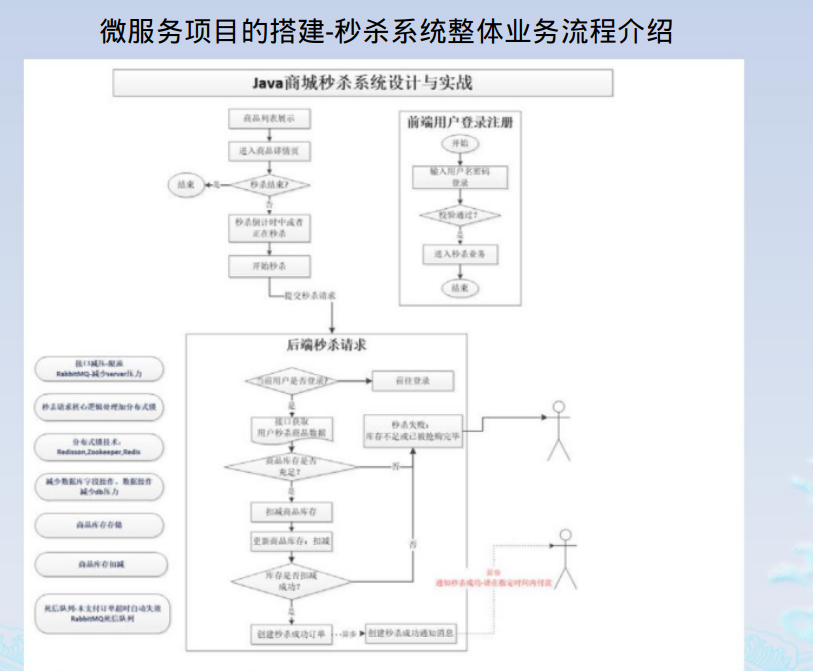 微服务项目的搭建-秒杀系统整体业务流程介绍
Java商城秒杀系统设计与实战
商品列表展示
进入商品详情页
秒杀结束?
是
结束
否
秒杀倒计时中或者
正在秒杀
开始秒杀
提交秒杀请求
前端用户登录注册
开始
输入用户名密码
登录
校验通过?
是
进入秒杀业务
结束
接口减压-限流
RabbitMQ-减少server压力
秒杀请求核心逻辑处理加分布式锁
分布式锁技术:
Redisson,Zookeeper,Redis
减少数据库字段操作、数据操作
减少db压力
商品库存存储
商品库存扣减
死信队列-未支付订单超时自动失效
RabbitMQ死信队列
后端秒杀请求
当前用户是否登录?
前往登录
是
接口获取
用户秒杀商品数据
秒杀失败:
库存不足或已被抢购完毕
商品库存是否
充足?
否
是
扣减商品库存
更新商品库存:扣减
否
库存是否扣减
成功?
是
创建秒杀成功订单
异步
创建秒杀成功通知消息
异步
通知秒杀成功-请在指定时间内付款